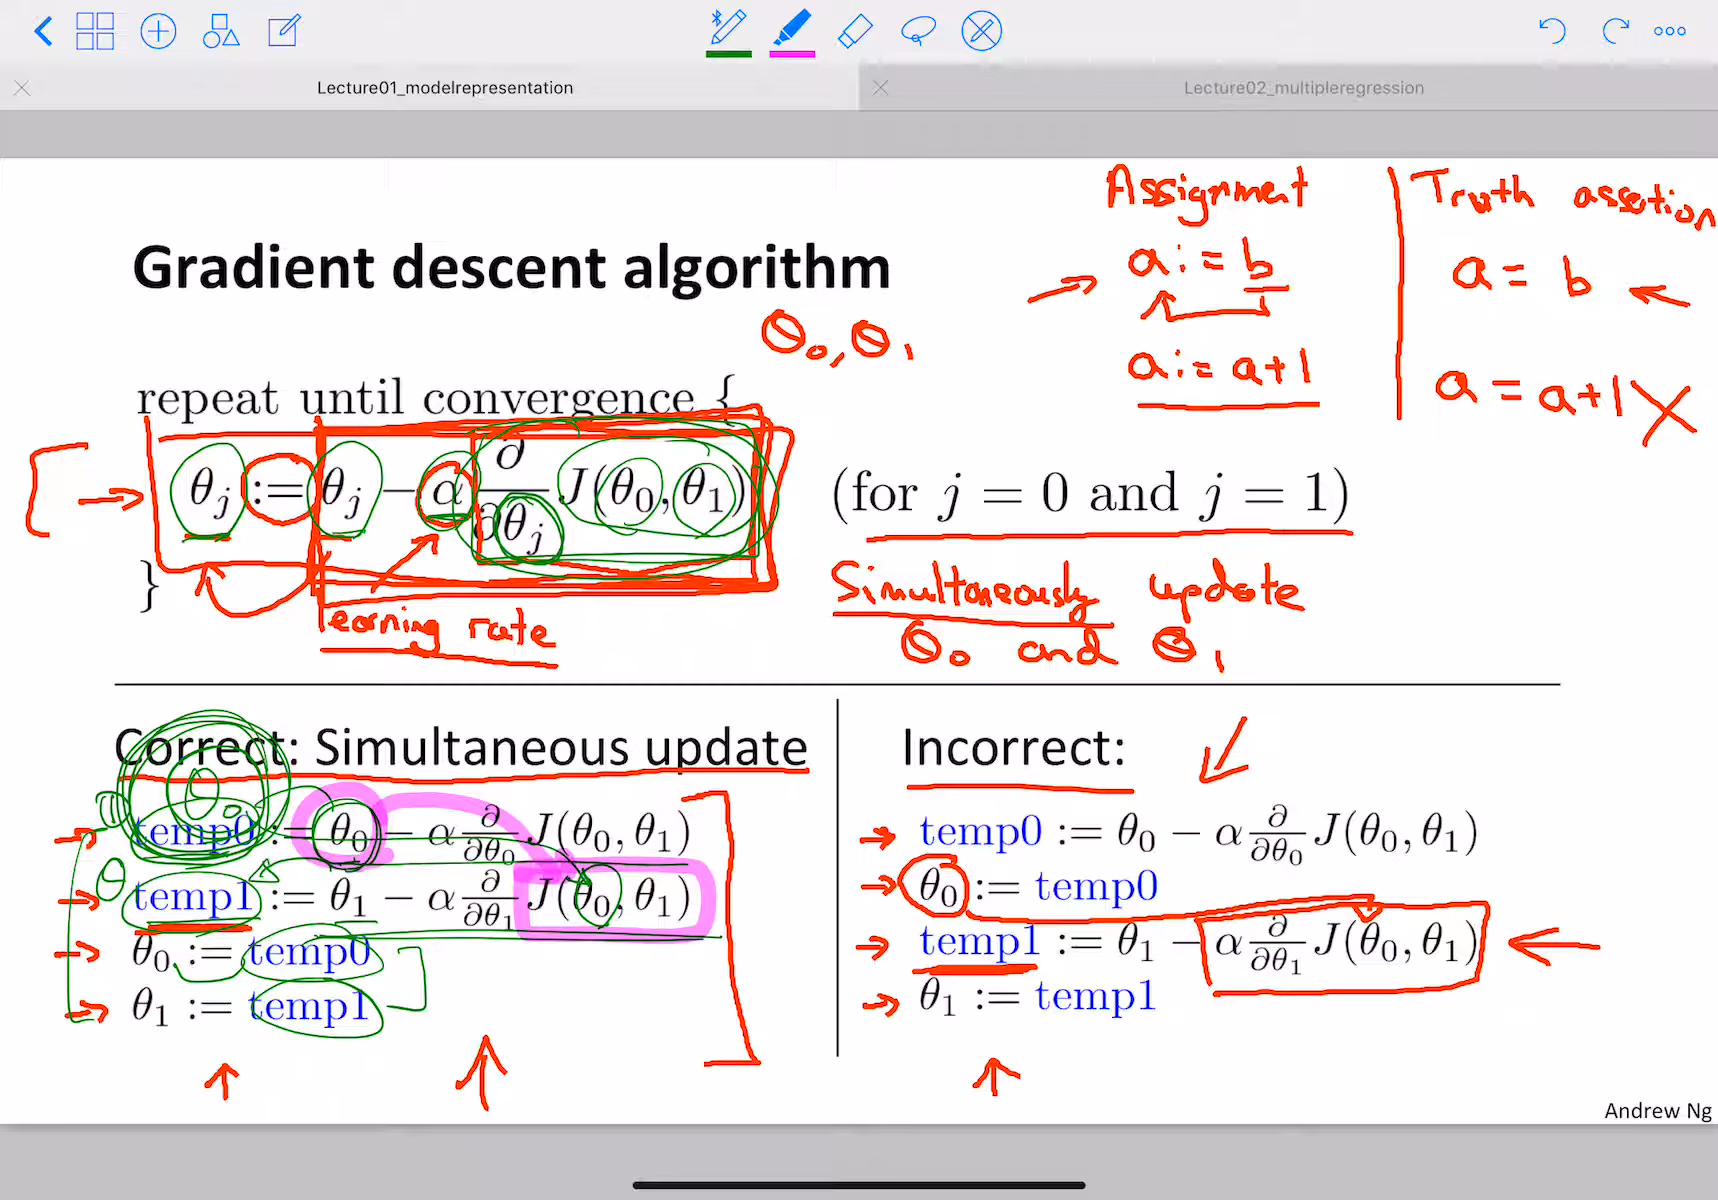 Lecture01_modelrepresentation
Lecture02_multipleregression
Assignment
Truth assertion
a := b
a = b
Gradient descent algorithm
θ₀, θ₁
a := a+1
a = a+1 X
repeat until convergence {
θⱼ := θⱼ − α ∂/∂θⱼ J(θ₀, θ₁)
(for j = 0 and j = 1)
}
learning rate
Simultaneously update
θ₀ and θ₁
Correct: Simultaneous update
θ₀
temp0 := θ₀ − α ∂/∂θ₀ J(θ₀, θ₁)
θ
temp1 := θ₁ − α ∂/∂θ₁ J(θ₀, θ₁)
θ₀ := temp0
θ₁ := temp1
Incorrect:
temp0 := θ₀ − α ∂/∂θ₀ J(θ₀, θ₁)
θ₀ := temp0
temp1 := θ₁ − α ∂/∂θ₁ J(θ₀, θ₁)
θ₁ := temp1
Andrew Ng